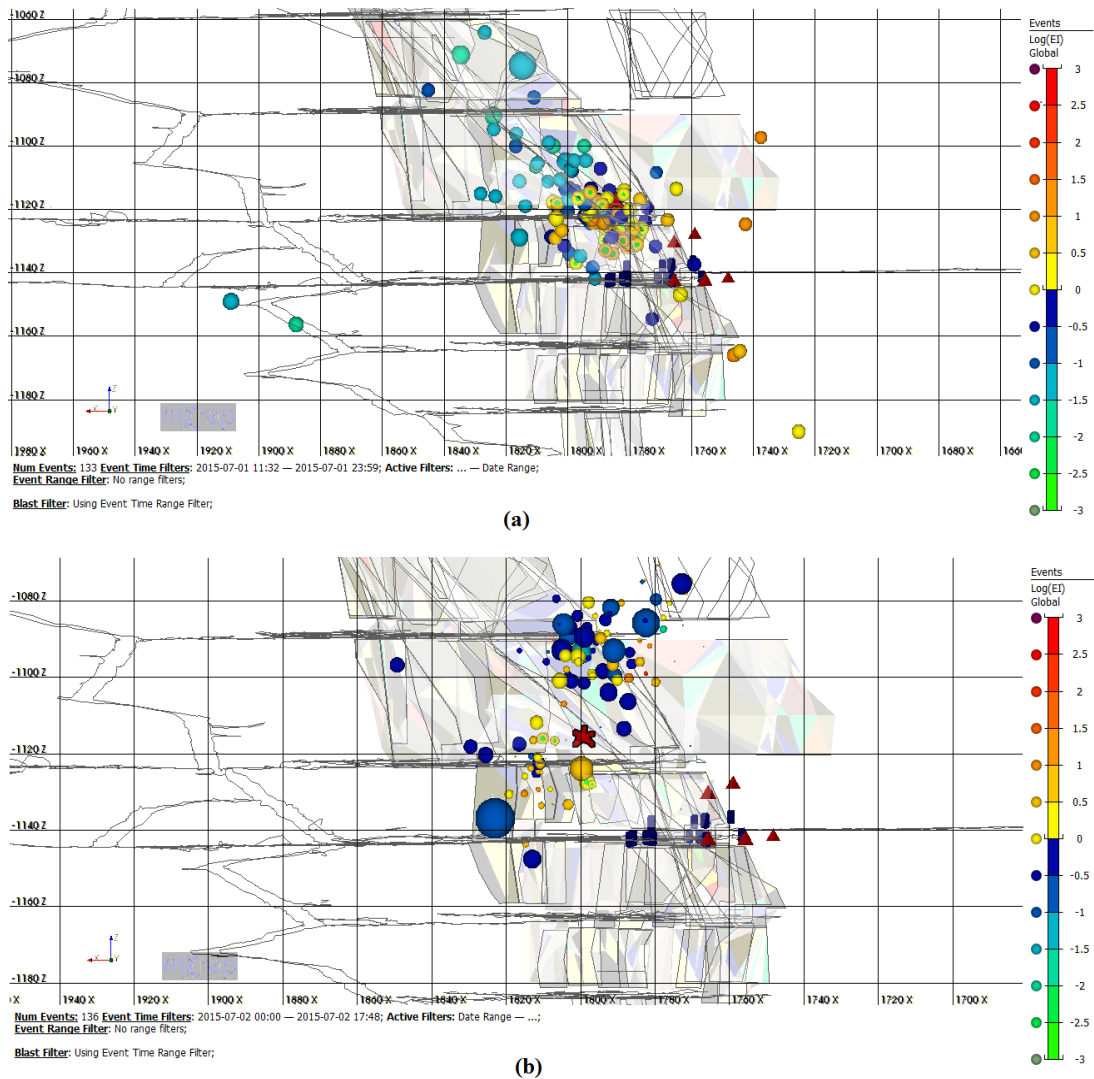 -1060 Z
-1080 Z
-1100 Z
-1120 Z
-1140 Z
-1160 Z
-1180 Z
1980 X 1960 X 1940 X 1920 X 1900 X 1880 X 1860 X 1840 X 1820 X 1800 X 1780 X 1760 X 1740 X 1720 X 1700 X 1680 X
Num Events: 133 Event Time Filters: 2015-07-01 11:32 — 2015-07-01 23:59; Active Filters: ... — Date Range;
Event Range Filter: No range filters;
Blast Filter: Using Event Time Range Filter;
(a)
Events
Log(EI)
Global
3
2.5
2
1.5
1
0.5
0
-0.5
-1
-1.5
-2
-2.5
-3
-1080 Z
-1100 Z
-1120 Z
-1140 Z
-1160 Z
-1180 Z
X 1940 X 1920 X 1900 X 1880 X 1860 X 1840 X 1820 X 1800 X 1780 X 1760 X 1740 X 1720 X 1700 X
Num Events: 136 Event Time Filters: 2015-07-02 00:00 — 2015-07-02 17:48; Active Filters: Date Range — ...;
Event Range Filter: No range filters;
Blast Filter: Using Event Time Range Filter;
(b)
Events
Log(EI)
Global
3
2.5
2
1.5
1
0.5
0
-0.5
-1
-1.5
-2
-2.5
-3